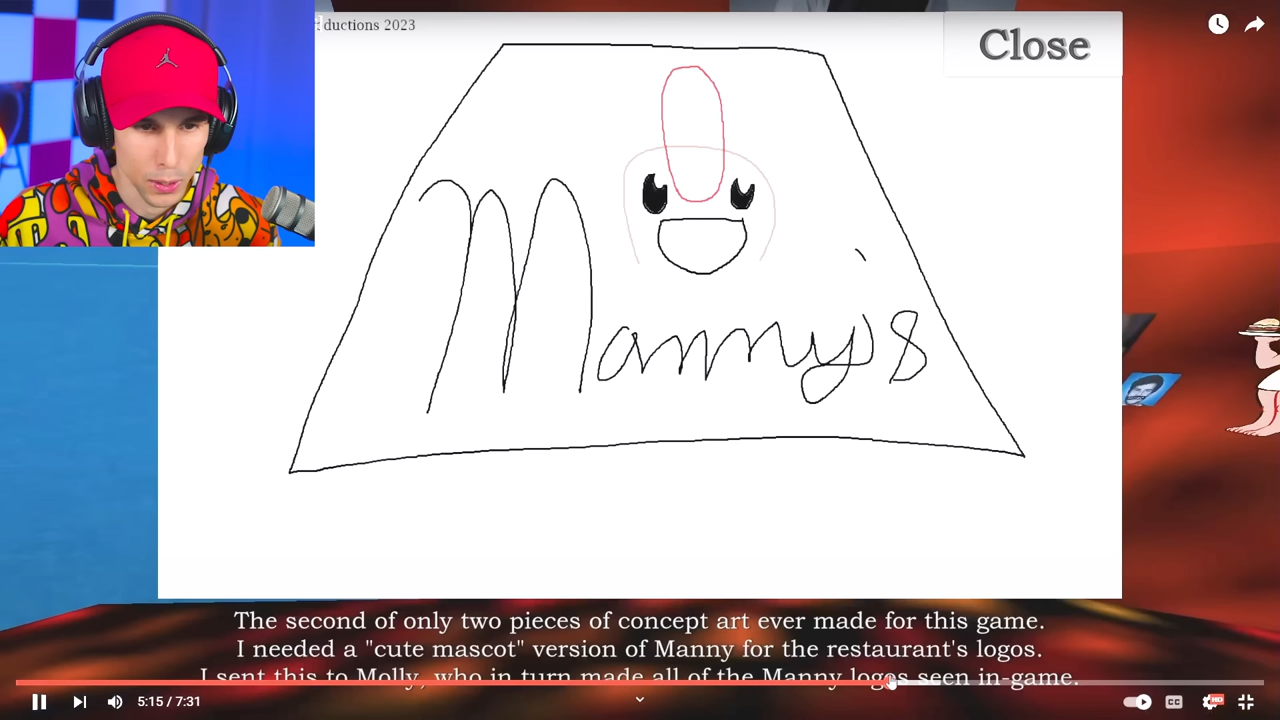 ductions 2023
Close
Manny's
The second of only two pieces of concept art ever made for this game.
I needed a "cute mascot" version of Manny for the restaurant's logos.
I sent this to Molly, who in turn made all of the Manny logos seen in-game.
5:15 / 7:31
CC
HD